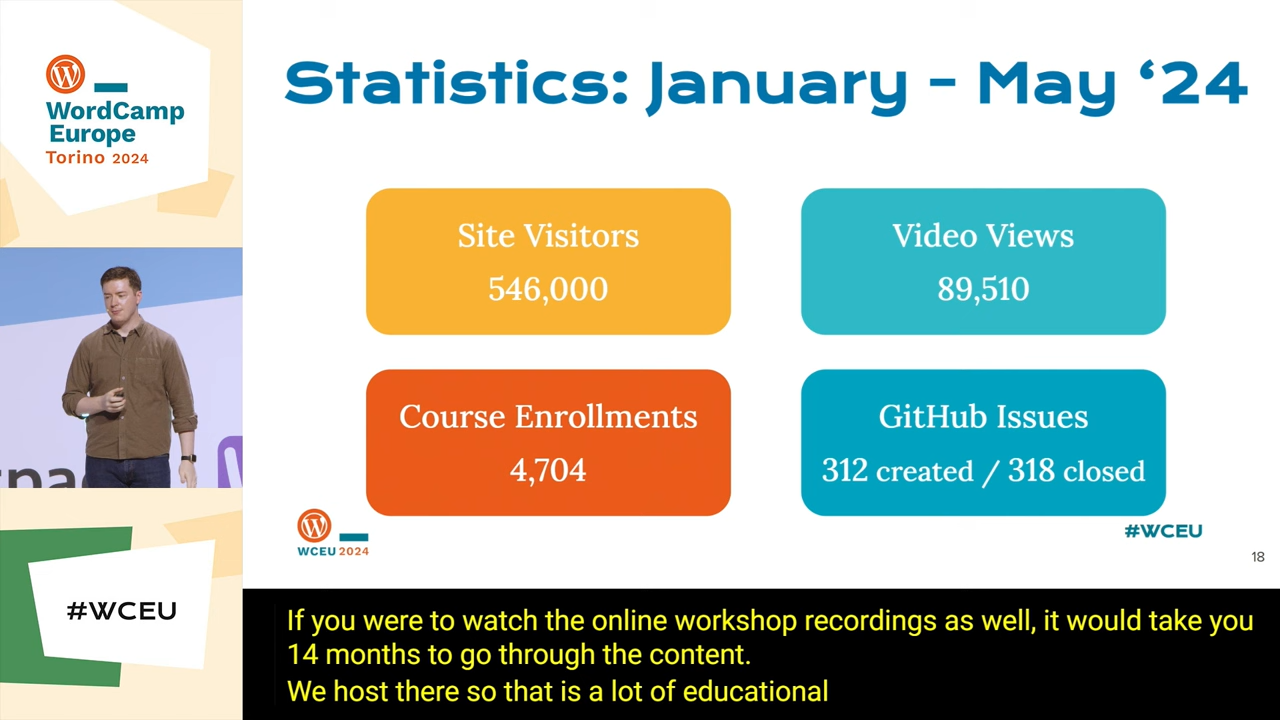 WordCamp
Europe
Torino 2024
#WCEU
Statistics: January - May ‘24
Site Visitors
546,000
Video Views
89,510
Course Enrollments
4,704
GitHub Issues
312 created / 318 closed
WCEU 2024
#WCEU
18
If you were to watch the online workshop recordings as well, it would take you
14 months to go through the content.
We host there so that is a lot of educational